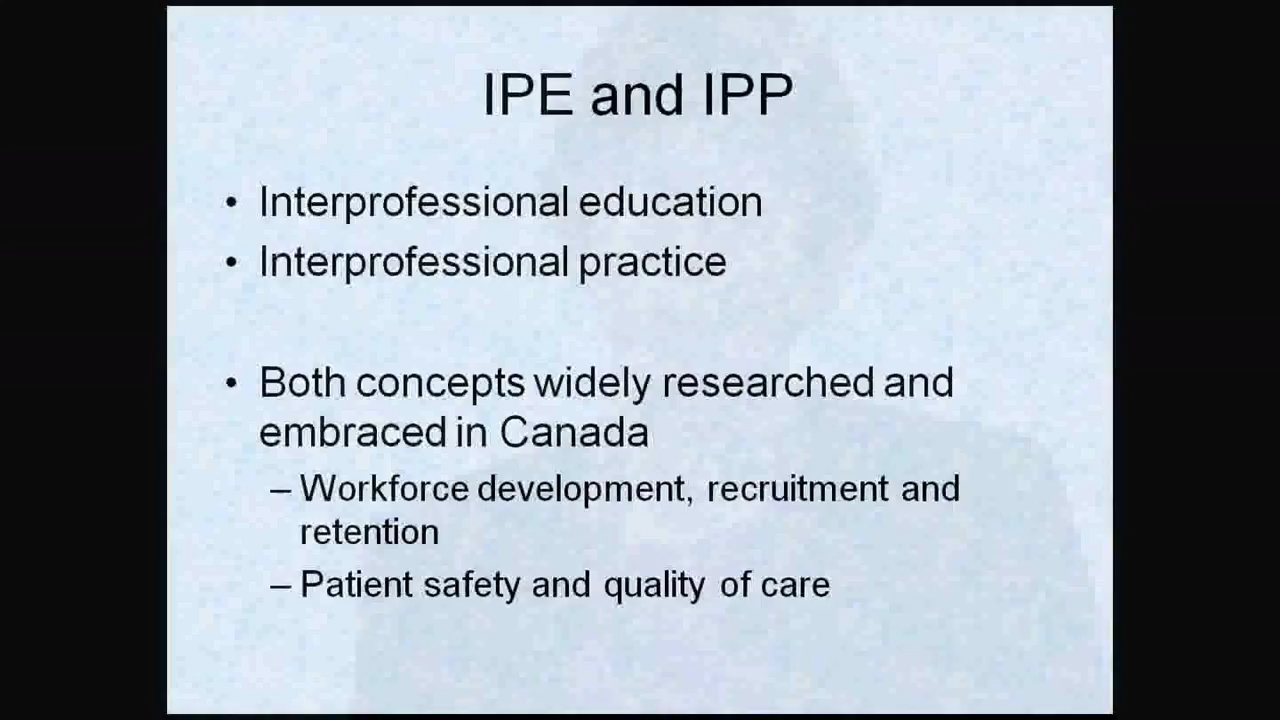 IPE and IPP
• Interprofessional education
• Interprofessional practice
• Both concepts widely researched and
embraced in Canada
– Workforce development, recruitment and
retention
– Patient safety and quality of care